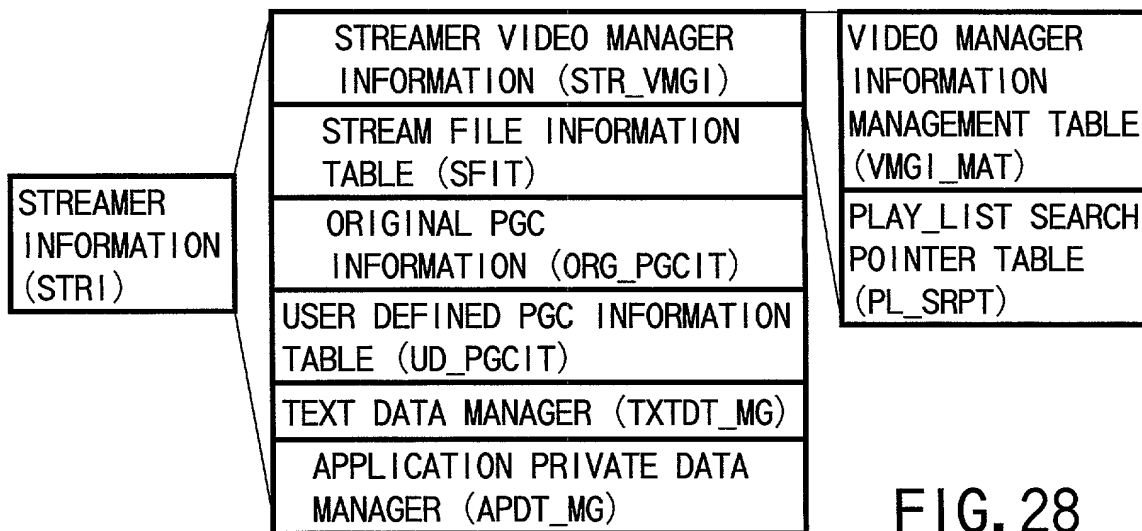 STREAMER
INFORMATION
(STRI)
STREAMER VIDEO MANAGER
INFORMATION (STR_VMGI)
STREAM FILE INFORMATION
TABLE (SFIT)
ORIGINAL PGC
INFORMATION (ORG_PGCIT)
USER DEFINED PGC INFORMATION
TABLE (UD_PGCIT)
TEXT DATA MANAGER (TXTDT_MG)
APPLICATION PRIVATE DATA
MANAGER (APDT_MG)
VIDEO MANAGER
INFORMATION
MANAGEMENT TABLE
(VMGI_MAT)
PLAY_LIST SEARCH
POINTER TABLE
(PL_SRPT)
FIG. 28